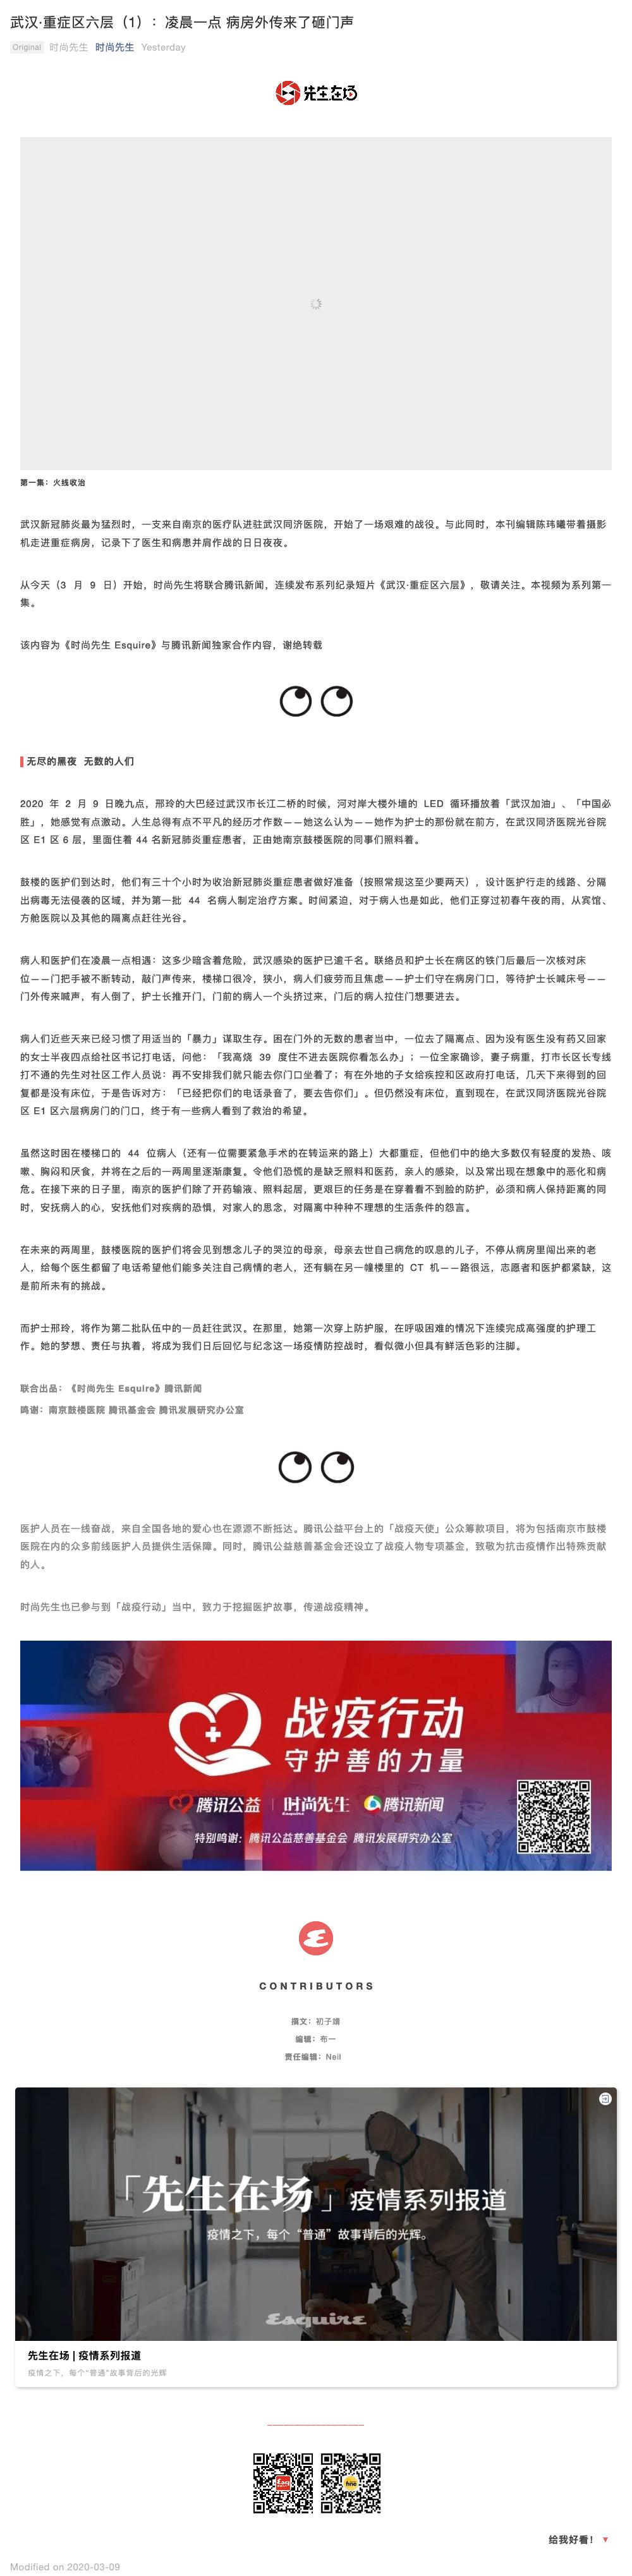 武汉·重症区六层（1）：凌晨一点 病房外传来了砸门声
Original 时尚先生 时尚先生 Yesterday
先生在场
第一集：火线收治
武汉新冠肺炎最为猛烈时，一支来自南京的医疗队进驻武汉同济医院，开始了一场艰难的战役。与此同时，本刊编辑陈玮曦带着摄影
机走进重症病房，记录下了医生和病患并肩作战的日日夜夜。
从今天（3 月 9 日）开始，时尚先生将联合腾讯新闻，连续发布系列纪录短片《武汉·重症区六层》，敬请关注。本视频为系列第一
集。
该内容为《时尚先生 Esquire》与腾讯新闻独家合作内容，谢绝转载
无尽的黑夜 无数的人们
2020 年 2 月 9 日晚九点，邢玲的大巴经过武汉市长江二桥的时候，河对岸大楼外墙的 LED 循环播放着「武汉加油」、「中国必
胜」，她感觉有点激动。人生总得有点不平凡的经历才作数——她这么认为——她作为护士的那份就在前方，在武汉同济医院光谷院
区 E1 区 6 层，里面住着 44 名新冠肺炎重症患者，正由她南京鼓楼医院的同事们照料着。
鼓楼的医护们到达时，他们有三十个小时为收治新冠肺炎重症患者做好准备（按照常规这至少要两天），设计医护行走的线路、分隔
出病毒无法侵袭的区域，并为第一批 44 名病人制定治疗方案。时间紧迫，对于病人也是如此，他们正穿过初春午夜的雨，从宾馆、
方舱医院以及其他的隔离点赶往光谷。
病人和医护们在凌晨一点相遇：这多少暗含着危险，武汉感染的医护已逾千名。联络员和护士长在病区的铁门后最后一次核对床
位——门把手被不断转动，敲门声传来，楼梯口很冷，狭小，病人们疲劳而且焦虑——护士们守在病房门口，等待护士长喊床号——
门外传来喊声，有人倒了，护士长推开门，门前的病人一个头挤过来，门后的病人拉住门想要进去。
病人们近些天来已经习惯了用适当的「暴力」谋取生存。困在门外的无数的患者当中，一位去了隔离点、因为没有医生没有药又回家
的女士半夜四点给社区书记打电话，问他：「我高烧 39 度住不进去医院你看怎么办」；一位全家确诊，妻子病重，打市长区长专线
打不通的先生对社区工作人员说：再不安排我们就只能去你门口坐着了；有在外地的子女给疾控和区政府打电话，几天下来得到的回
复都是没有床位，于是告诉对方：「已经把你们的电话录音了，要去告你们」。但仍然没有床位，直到现在，在武汉同济医院光谷院
区 E1 区六层病房门的门口，终于有一些病人看到了救治的希望。
虽然这时困在楼梯口的 44 位病人（还有一位需要紧急手术的在转运来的路上）大都重症，但他们中的绝大多数仅有轻度的发热、咳
嗽、胸闷和厌食，并将在之后的一两周里逐渐康复。令他们恐慌的是缺乏照料和医药，亲人的感染，以及常出现在想象中的恶化和病
危。在接下来的日子里，南京的医护们除了开药输液、照料起居，更艰巨的任务是在穿着看不到脸的防护，必须和病人保持距离的同
时，安抚病人的心，安抚他们对疾病的恐惧，对家人的思念，对隔离中种种不理想的生活条件的怨言。
在未来的两周里，鼓楼医院的医护们将会见到想念儿子的哭泣的母亲，母亲去世自己病危的叹息的儿子，不停从病房里闯出来的老
人，给每个医生都留了电话希望他们能多关注自己病情的老人，还有躺在另一幢楼里的 CT 机——路很远，志愿者和医护都紧缺，这
是前所未有的挑战。
而护士邢玲，将作为第二批队伍中的一员赶往武汉。在那里，她第一次穿上防护服，在呼吸困难的情况下连续完成高强度的护理工
作。她的梦想、责任与执着，将成为我们日后回忆与纪念这一场疫情防控战时，看似微小但具有鲜活色彩的注脚。
联合出品：《时尚先生 Esquire》腾讯新闻
鸣谢：南京鼓楼医院 腾讯基金会 腾讯发展研究办公室
医护人员在一线奋战，来自全国各地的爱心也在源源不断抵达。腾讯公益平台上的「战疫天使」公众筹款项目，将为包括南京市鼓楼
医院在内的众多前线医护人员提供生活保障。同时，腾讯公益慈善基金会还设立了战疫人物专项基金，致敬为抗击疫情作出特殊贡献
的人。
时尚先生也已参与到「战疫行动」当中，致力于挖掘医护故事，传递战疫精神。
战疫行动
守护善的力量
腾讯公益 时尚先生 Esquire 腾讯新闻
特别鸣谢：腾讯公益慈善基金会 腾讯发展研究办公室
CONTRIBUTORS
撰文：初子靖
编辑：布一
责任编辑：Neil
「先生在场」疫情系列报道
疫情之下，每个“普通”故事背后的光辉。
Esquire
先生在场 | 疫情系列报道
疫情之下，每个“普通”故事背后的光辉
给我好看！
Modified on 2020-03-09